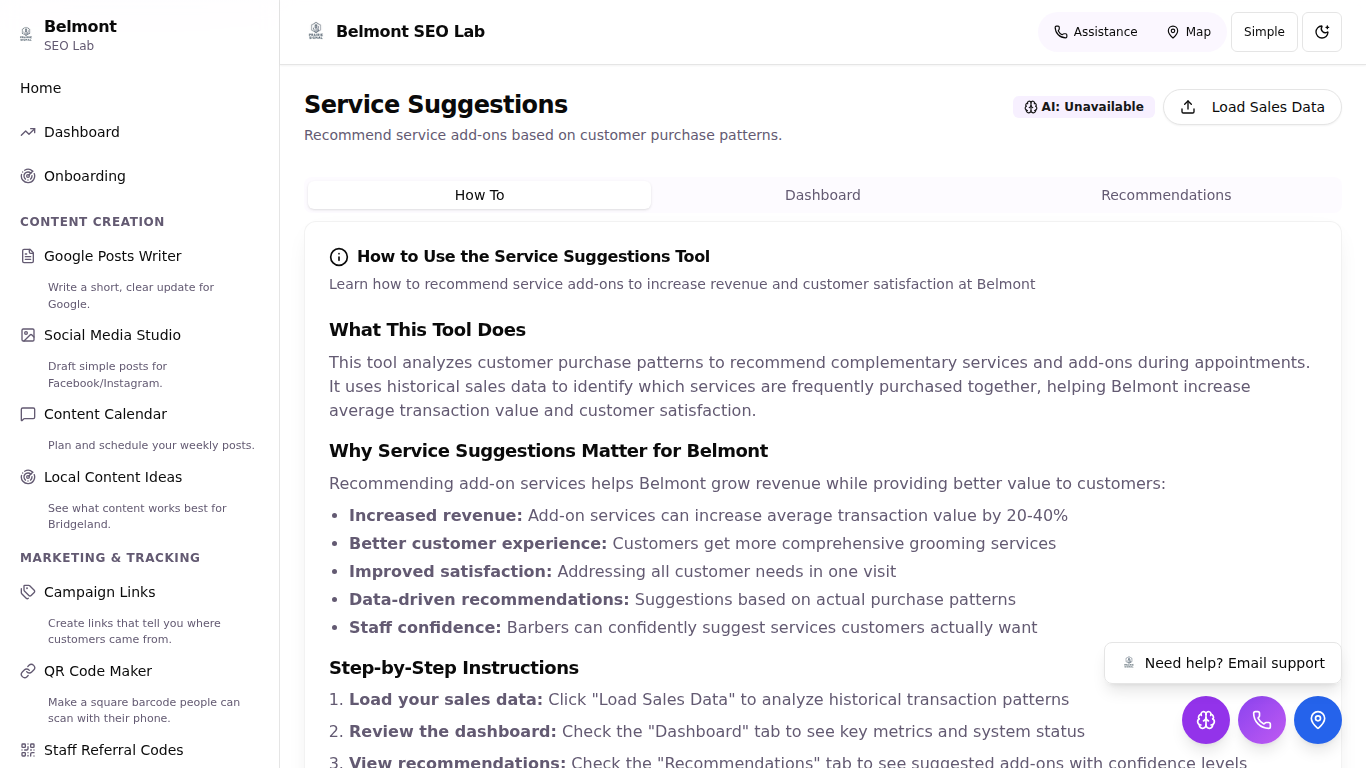 Belmont
SEO Lab
Home
Dashboard
Onboarding
CONTENT CREATION
Google Posts Writer
Write a short, clear update for
Google.
Social Media Studio
Draft simple posts for
Facebook/Instagram.
Content Calendar
Plan and schedule your weekly posts.
Local Content Ideas
See what content works best for
Bridgeland.
MARKETING & TRACKING
Campaign Links
Create links that tell you where
customers came from.
QR Code Maker
Make a square barcode people can
scan with their phone.
Staff Referral Codes
Belmont SEO Lab
Assistance
Map
Simple
Service Suggestions
Recommend service add-ons based on customer purchase patterns.
AI: Unavailable
Load Sales Data
How To
Dashboard
Recommendations
How to Use the Service Suggestions Tool
Learn how to recommend service add-ons to increase revenue and customer satisfaction at Belmont
What This Tool Does
This tool analyzes customer purchase patterns to recommend complementary services and add-ons during appointments.
It uses historical sales data to identify which services are frequently purchased together, helping Belmont increase
average transaction value and customer satisfaction.
Why Service Suggestions Matter for Belmont
Recommending add-on services helps Belmont grow revenue while providing better value to customers:
• Increased revenue: Add-on services can increase average transaction value by 20-40%
• Better customer experience: Customers get more comprehensive grooming services
• Improved satisfaction: Addressing all customer needs in one visit
• Data-driven recommendations: Suggestions based on actual purchase patterns
• Staff confidence: Barbers can confidently suggest services customers actually want
Step-by-Step Instructions
1. Load your sales data: Click "Load Sales Data" to analyze historical transaction patterns
2. Review the dashboard: Check the "Dashboard" tab to see key metrics and system status
3. View recommendations: Check the "Recommendations" tab to see suggested add-ons with confidence levels
Need help? Email support